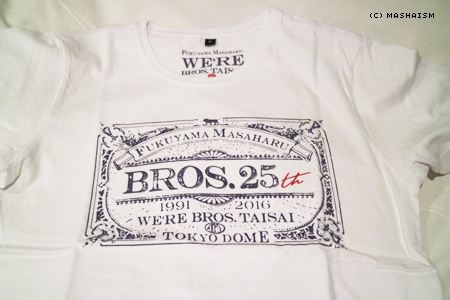 (C) MASHAISM
FUKUYAMA MASAHARU
WE'RE
BROS. TAISAI
FUKUYAMA MASAHARU
BROS. 25th
1991 2016
WE'RE BROS. TAISAI
TOKYO DOME